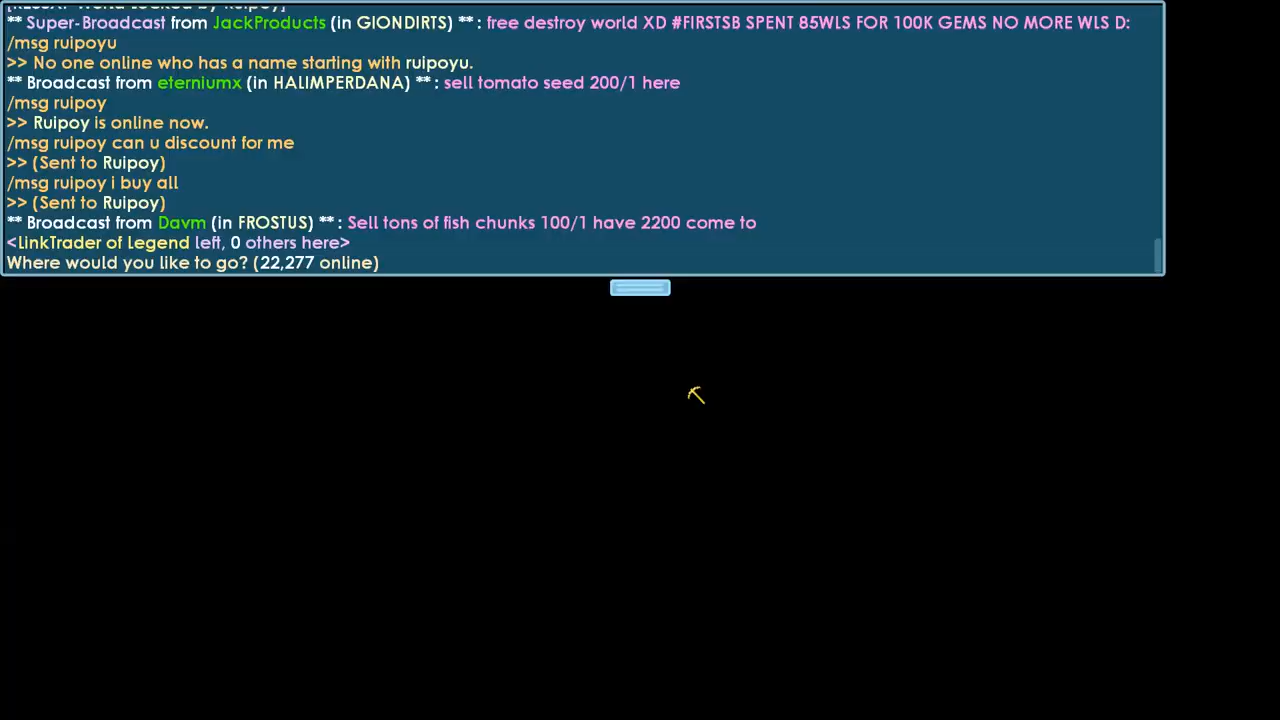 ** Super-Broadcast from JackProducts (in GIONDIRTS) ** : free destroy world XD #FIRSTSB SPENT 85WLS FOR 100K GEMS NO MORE WLS D:
/msg ruipoyu
>> No one online who has a name starting with ruipoyu.
** Broadcast from eterniumx (in HALIMPERDANA) ** : sell tomato seed 200/1 here
/msg ruipoy
>> Ruipoy is online now.
/msg ruipoy can u discount for me
>> (Sent to Ruipoy)
/msg ruipoy i buy all
>> (Sent to Ruipoy)
** Broadcast from Davm (in FROSTUS) ** : Sell tons of fish chunks 100/1 have 2200 come to
<LinkTrader of Legend left, 0 others here>
Where would you like to go? (22,277 online)